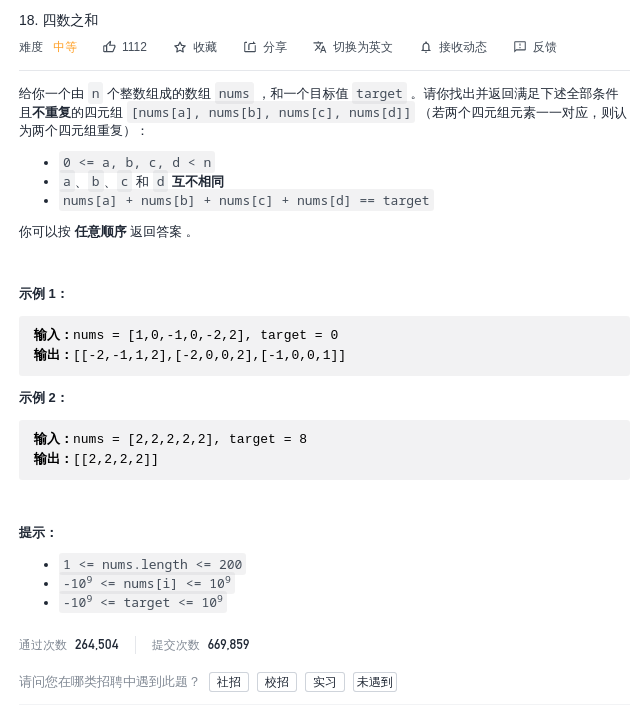 18. 四数之和
难度 中等 1112 收藏 分享 切换为英文 接收动态 反馈
给你一个由 n 个整数组成的数组 nums ，和一个目标值 target 。请你找出并返回满足下述全部条件
且不重复的四元组 [nums[a], nums[b], nums[c], nums[d]] （若两个四元组元素一一对应，则认
为两个四元组重复）：
• 0 <= a, b, c, d < n
• a、b、c 和 d 互不相同
• nums[a] + nums[b] + nums[c] + nums[d] == target
你可以按 任意顺序 返回答案 。
示例 1：
输入：nums = [1,0,-1,0,-2,2], target = 0
输出：[[-2,-1,1,2],[-2,0,0,2],[-1,0,0,1]]
示例 2：
输入：nums = [2,2,2,2,2], target = 8
输出：[[2,2,2,2]]
提示：
• 1 <= nums.length <= 200
• -10⁹ <= nums[i] <= 10⁹
• -10⁹ <= target <= 10⁹
通过次数 264,504 提交次数 669,859
请问您在哪类招聘中遇到此题？ 社招 校招 实习 未遇到